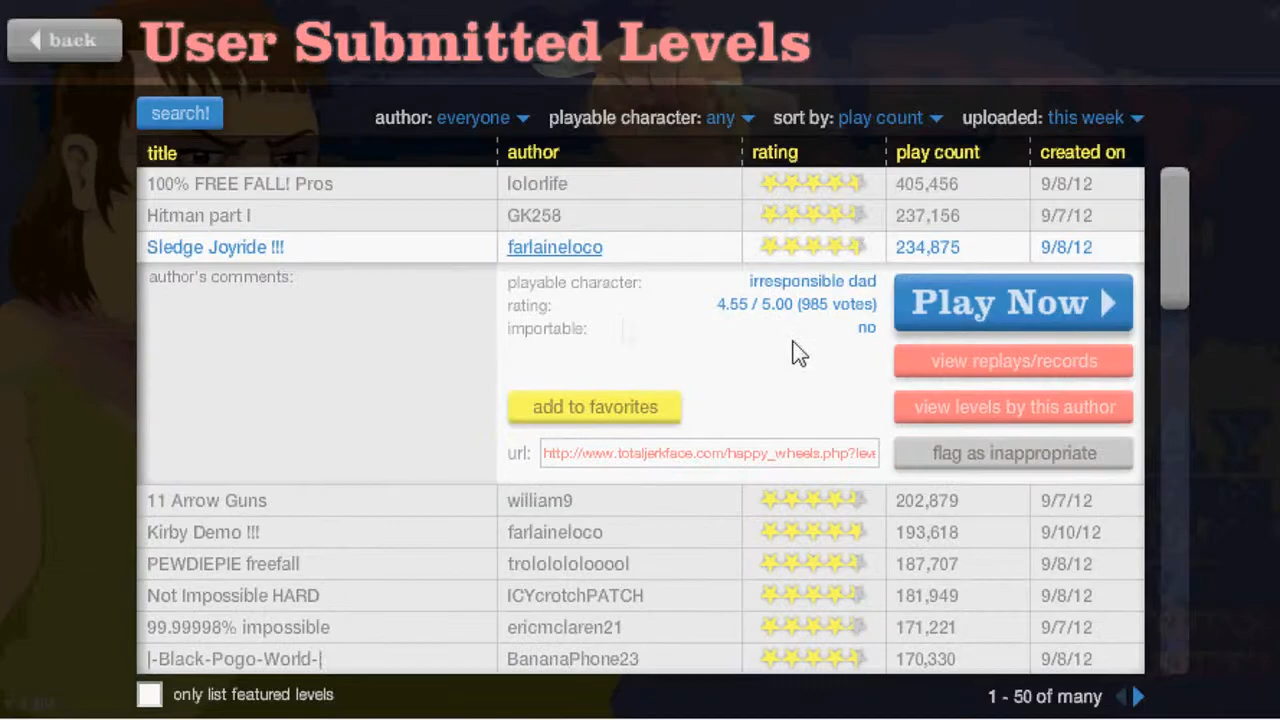 back
User Submitted Levels
search!
author: everyone playable character: any sort by: play count uploaded: this week
title author rating play count created on
100% FREE FALL! Pros lolorlife 405,456 9/8/12
Hitman part I GK258 237,156 9/7/12
Sledge Joyride !!! farlaineloco 234,875 9/8/12
author's comments:
playable character: irresponsible dad
rating: 4.55 / 5.00 (985 votes)
importable: no
Play Now
view replays/records
add to favorites
view levels by this author
url: http://www.totaljerkface.com/happy_wheels.php?leve
flag as inappropriate
11 Arrow Guns william9 202,879 9/7/12
Kirby Demo !!! farlaineloco 193,618 9/10/12
PEWDIEPIE freefall trololololooool 187,707 9/8/12
Not Impossible HARD ICYcrotchPATCH 181,949 9/8/12
99.99998% impossible ericmclaren21 171,221 9/7/12
|-Black-Pogo-World-| BananaPhone23 170,330 9/8/12
only list featured levels
1 - 50 of many